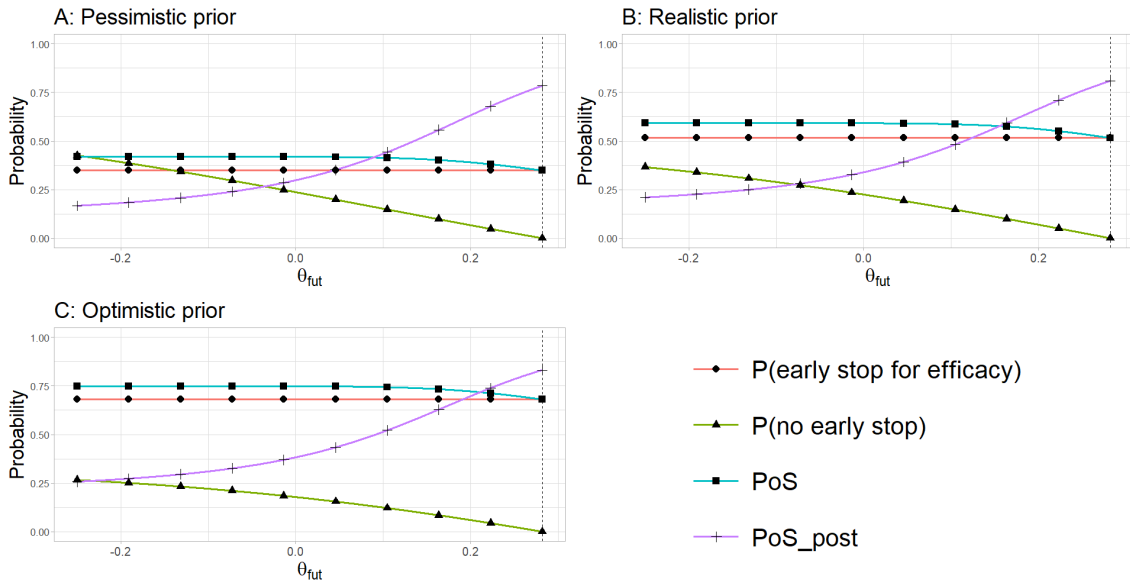 A: Pessimistic prior
1.00
0.75
0.50
0.25
0.00
Probability
-0.2
0.0
0.2
θfut
B: Realistic prior
1.00
0.75
0.50
0.25
0.00
Probability
-0.2
0.0
0.2
θfut
C: Optimistic prior
1.00
0.75
0.50
0.25
0.00
Probability
-0.2
0.0
0.2
θfut
P(early stop for efficacy)
P(no early stop)
PoS
PoS_post